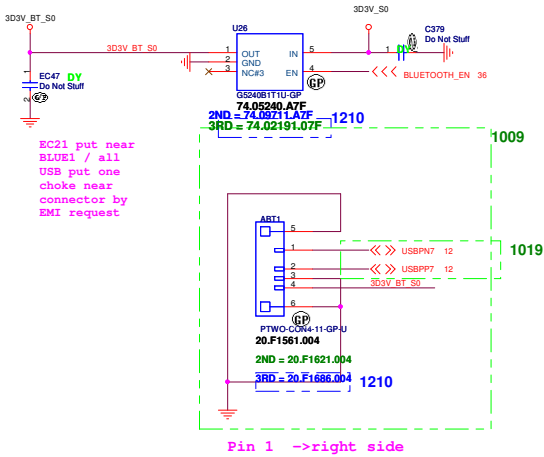 3D3V_BT_S0
3D3V_S0
U26
C379
Do Not Stuff
DY
3D3V_BT_S0
1 OUT IN 5
2 GND
3 NC#3 EN 4
1 2
BLUETOOTH_EN 36
GP
1
EC47 DY
Do Not Stuff
2
G5240B1T1U-GP
74.05240.A7F
2ND = 74.09711.A7F
3RD = 74.02191.07F
1210
1009
EC21 put near
BLUE1 / all
USB put one
choke near
connector by
EMI request
ABT1
5
1 USBPN7 12
2 USBPP7 12
3
4 3D3V_BT_S0
6
1019
GP
PTWO-CON4-11-GP-U
20.F1561.004
2ND = 20.F1621.004
3RD = 20.F1686.004
1210
Pin 1 ->right side